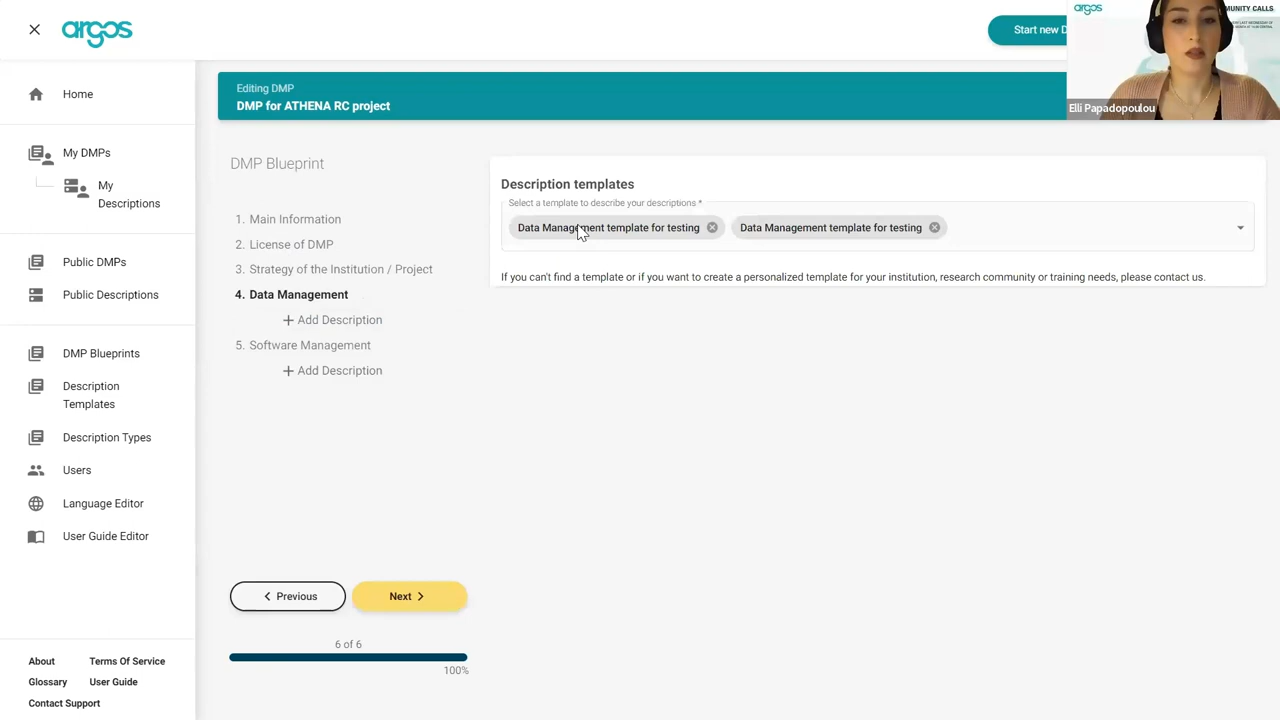 argos
Start new D
argos
MUNITY CALLS
Elli Papadopoulou
Home
My DMPs
My
Descriptions
Public DMPs
Public Descriptions
DMP Blueprints
Description
Templates
Description Types
Users
Language Editor
User Guide Editor
About
Terms Of Service
Glossary
User Guide
Contact Support
Editing DMP
DMP for ATHENA RC project
DMP Blueprint
1. Main Information
2. License of DMP
3. Strategy of the Institution / Project
4. Data Management
+ Add Description
5. Software Management
+ Add Description
Previous
Next
6 of 6
100%
Description templates
Select a template to describe your descriptions *
Data Management template for testing
Data Management template for testing
If you can't find a template or if you want to create a personalized template for your institution, research community or training needs, please contact us.